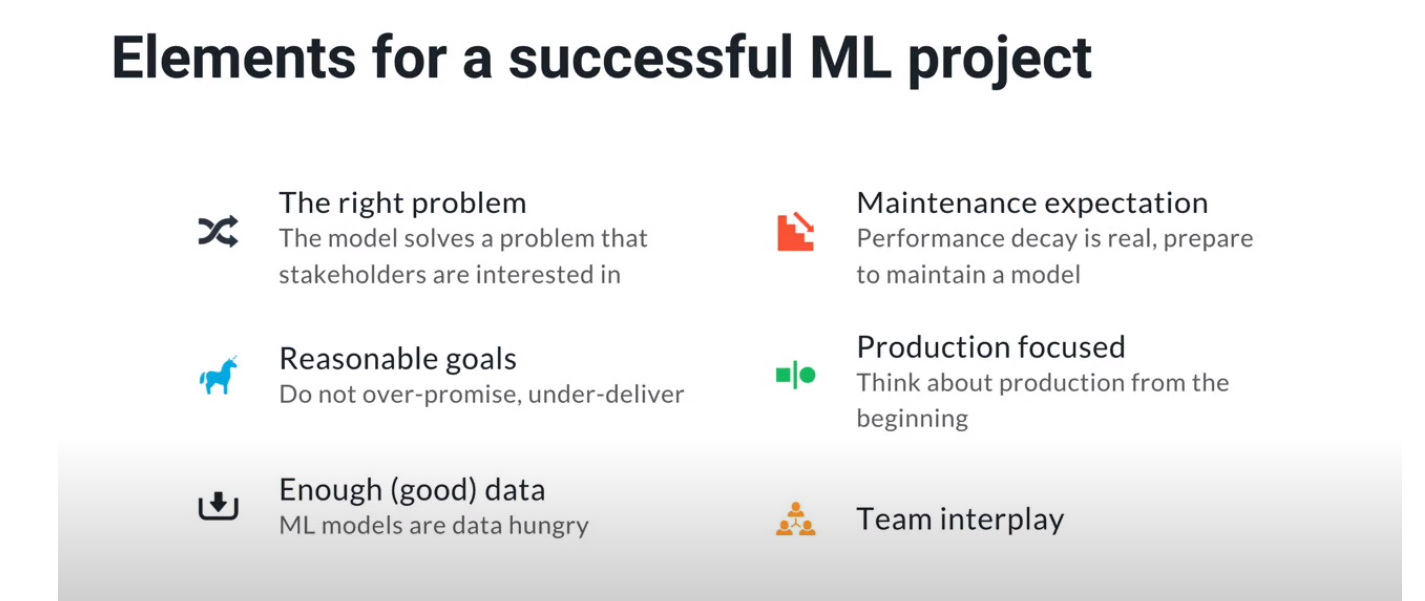 Elements for a successful ML project
The right problem
The model solves a problem that
stakeholders are interested in
Reasonable goals
Do not over-promise, under-deliver
Enough (good) data
ML models are data hungry
Maintenance expectation
Performance decay is real, prepare
to maintain a model
Production focused
Think about production from the
beginning
Team interplay